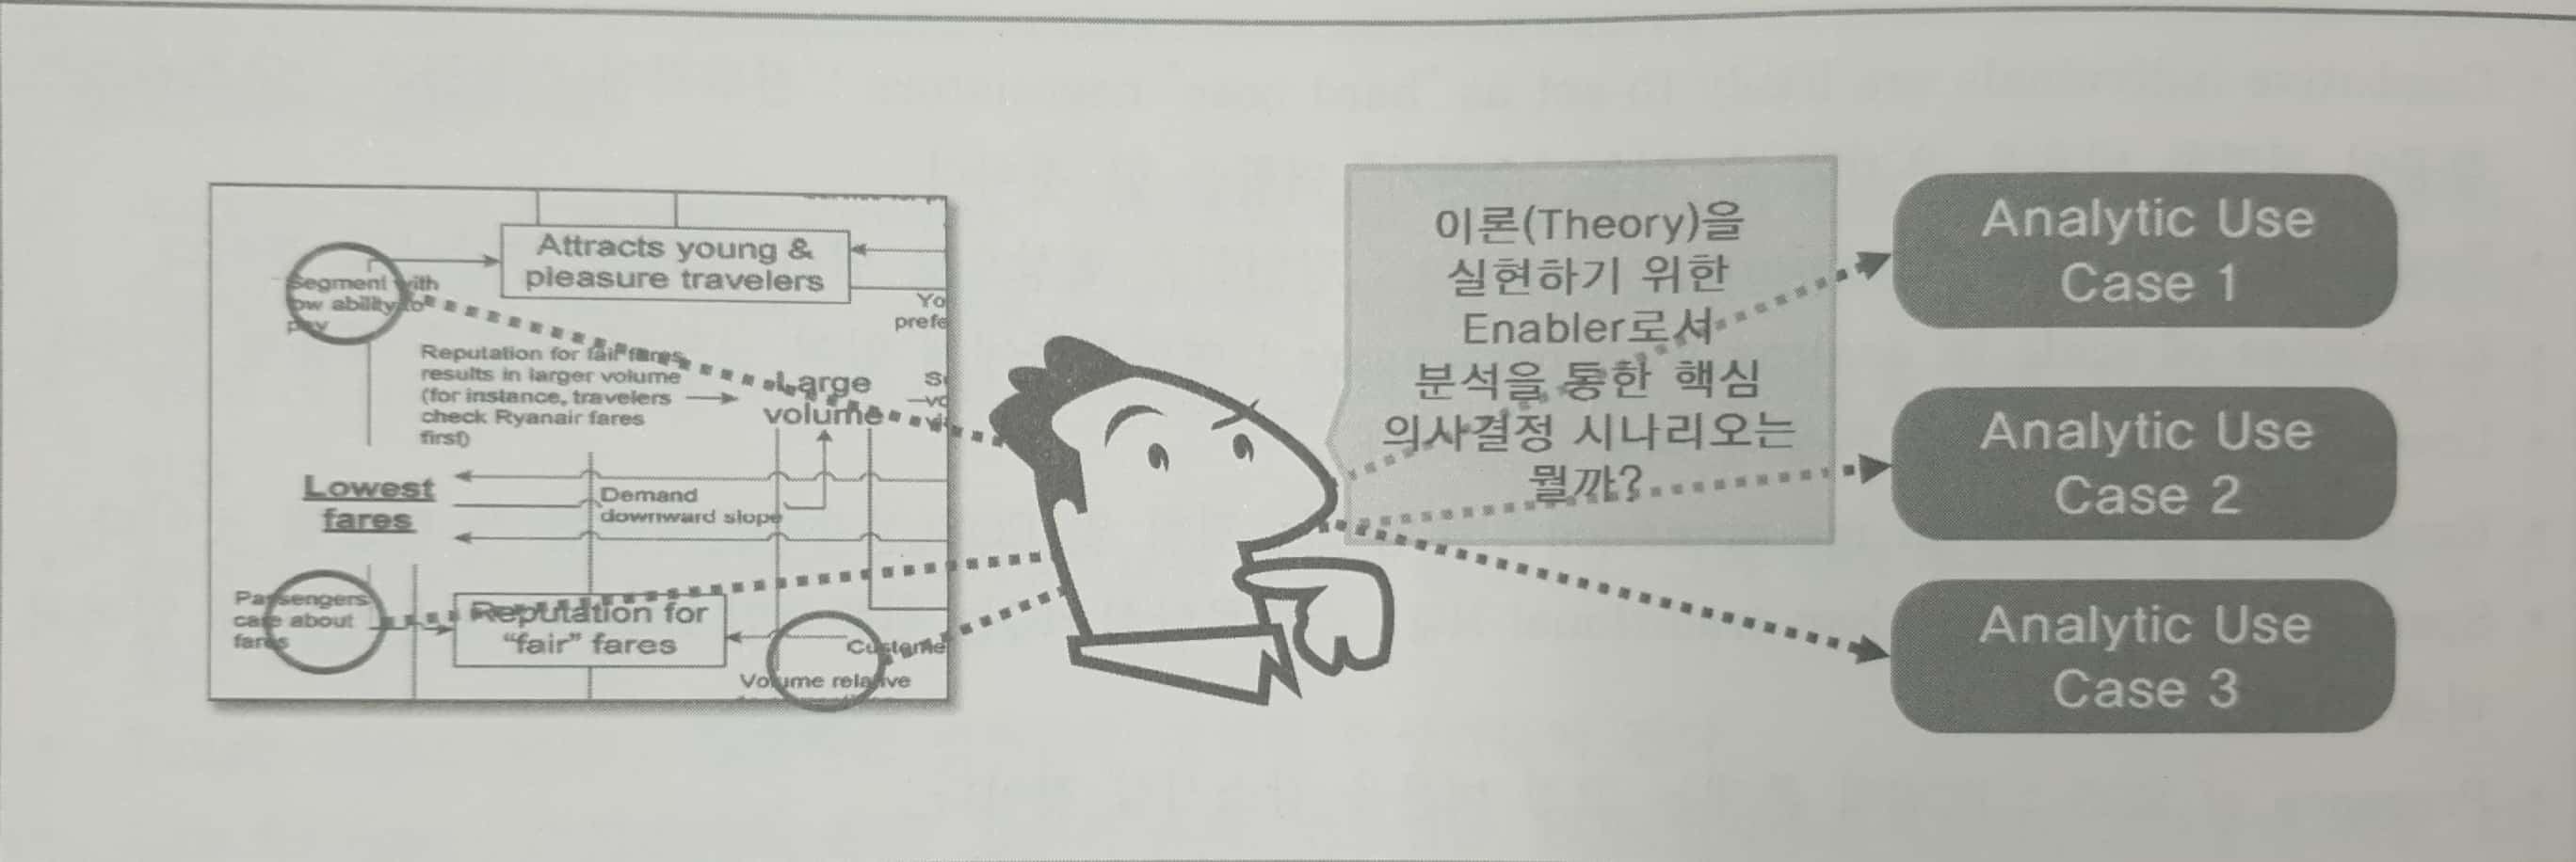 Attracts young &
pleasure travelers
Segment with
low ability to
pay
Yo
prefe
Reputation for fair fares
results in larger volume
(for instance, travelers
check Ryanair fares
first)
Large
volume
Lowest
fares
Demand
downward slope
Passengers
care about
fares
Reputation for
“fair” fares
Custome
Volume relative
이론(Theory)을
실현하기 위한
Enabler로서
분석을 통한 핵심
의사결정 시나리오는
뭘까?
Analytic Use
Case 1
Analytic Use
Case 2
Analytic Use
Case 3